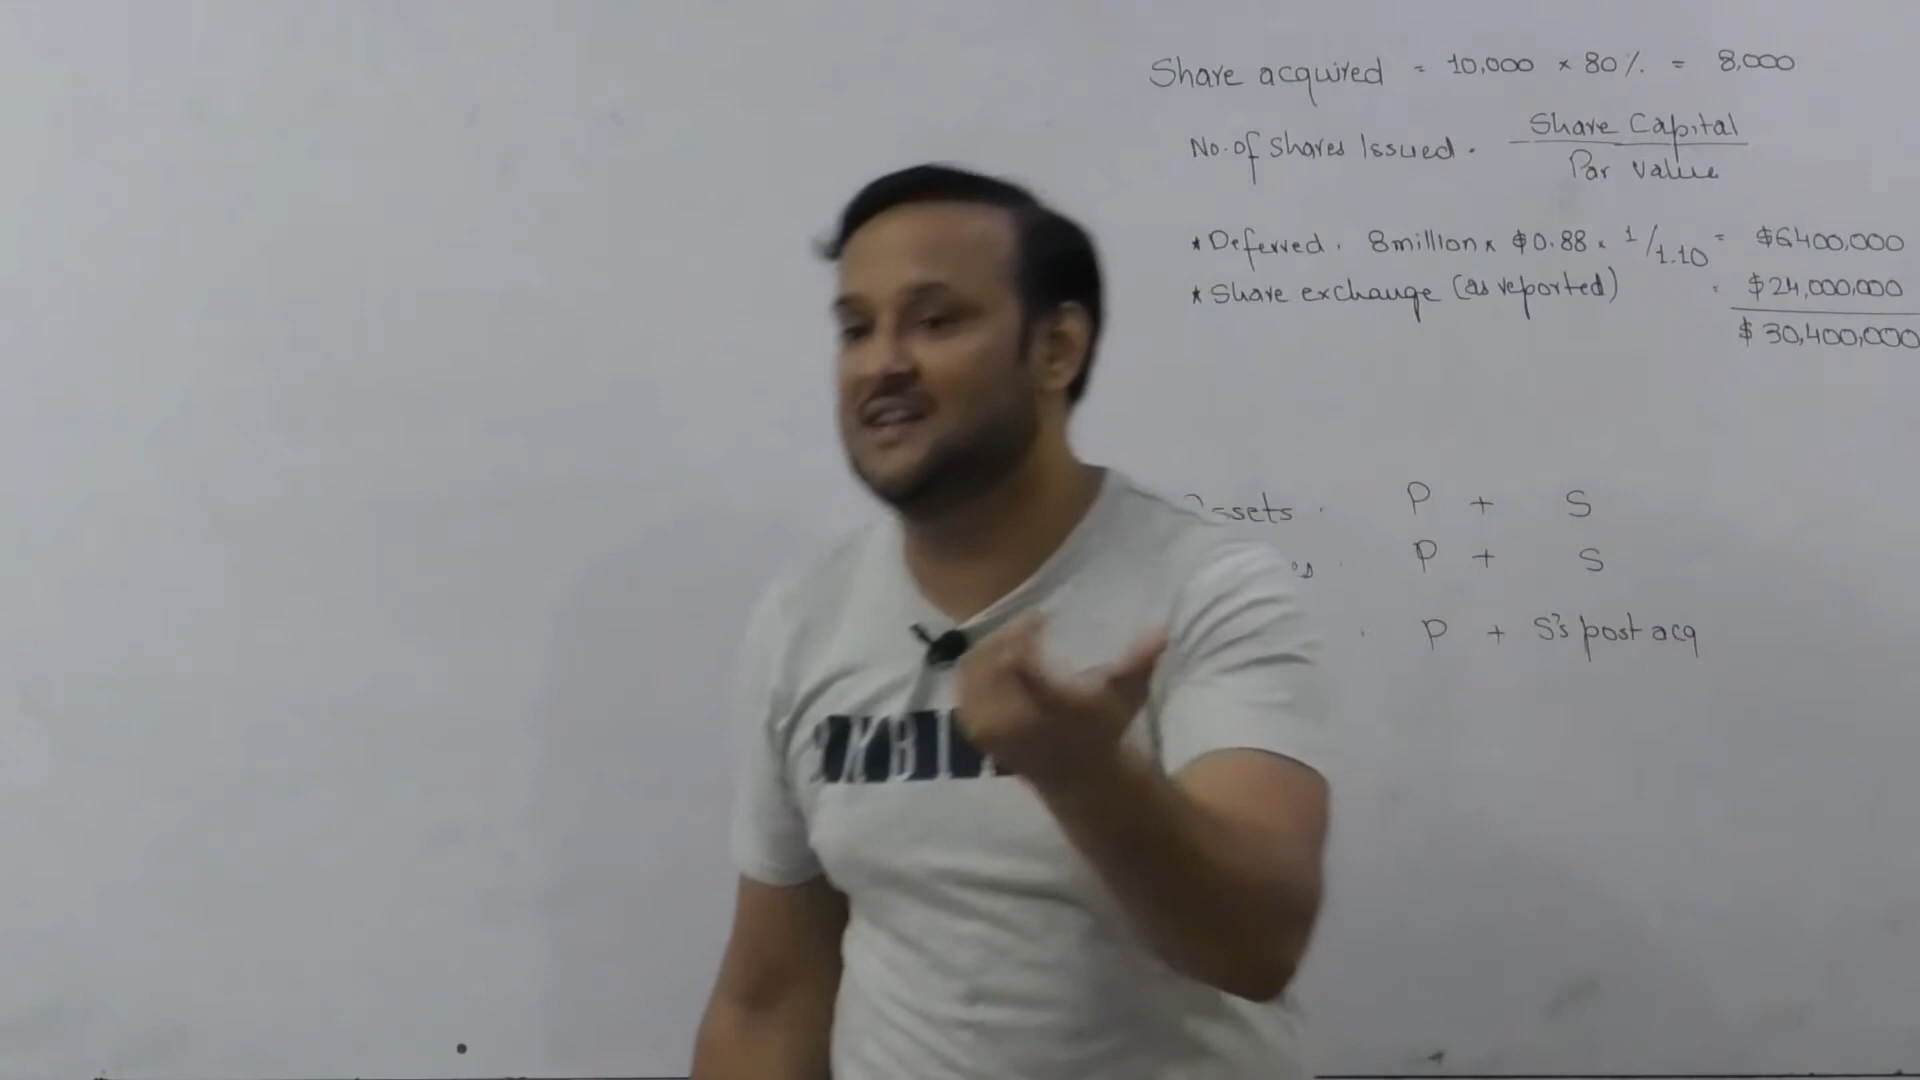 Share acquired = 10,000 × 80% = 8,000
No. of Shares Issued = Share Capital
Par value
* Deferred = 8million × $0.88 × 1/1.10 = $6400,000
* Share exchange (as reported) = $24,000,000
$30,400,000
P + S
P + S
P + S's post acq